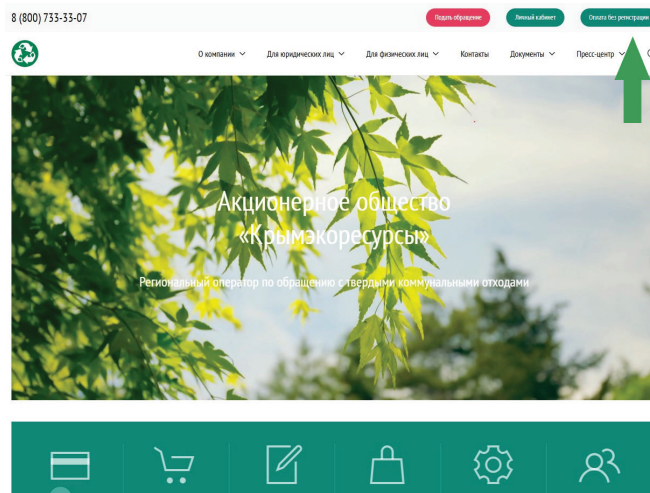 8 (800) 733-33-07
Подать обращение
Личный кабинет
Оплата без регистрации
О компании
Для юридических лиц
Для физических лиц
Контакты
Документы
Пресс-центр
Акционерное общество
«Крымэкоресурсы»
Региональный оператор по обращению с твердыми коммунальными отходами